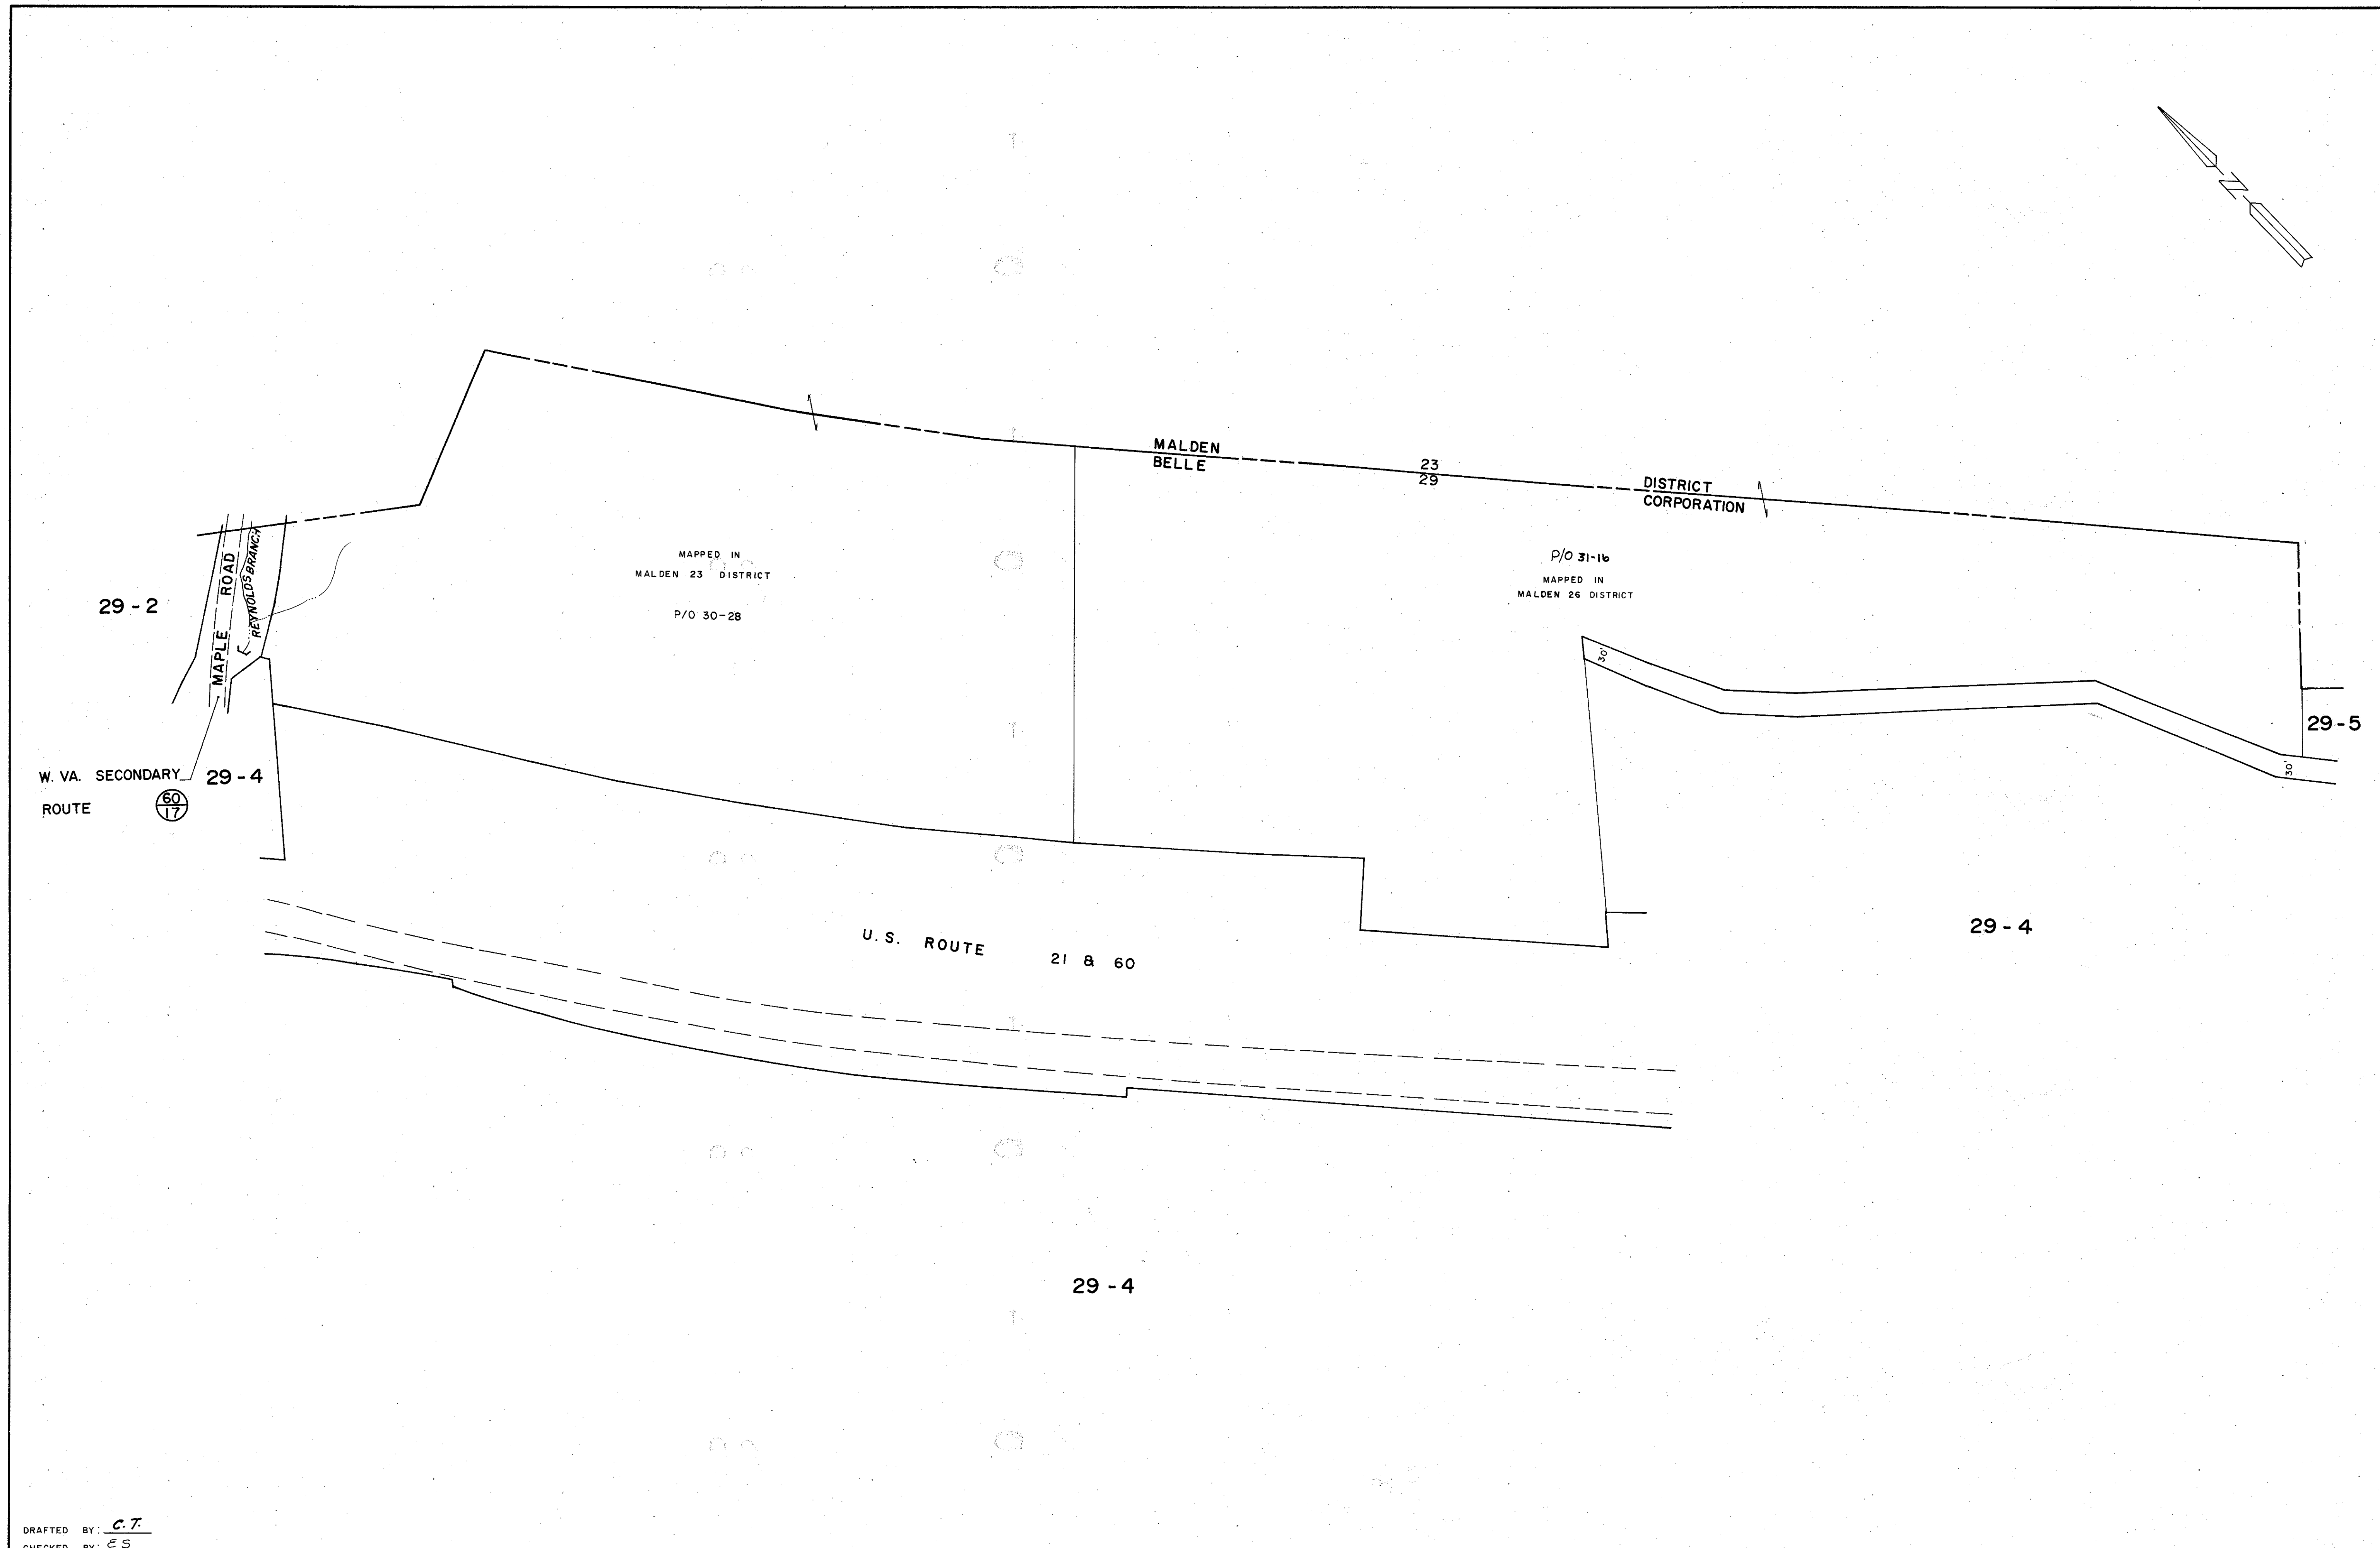 MALDEN
BELLE
23
29
DISTRICT
CORPORATION
MAPPED IN
MALDEN 23 DISTRICT
P/O 30-28
P/O 31-16
MAPPED IN
MALDEN 26 DISTRICT
29 - 2
MAPLE ROAD
REYNOLDS BRANCH
30'
29 - 5
30'
W. VA. SECONDARY
ROUTE
60
17
29 - 4
29 - 4
U.S. ROUTE 21 & 60
29 - 4
N
DRAFTED BY: C.T.
CHECKED BY: ES